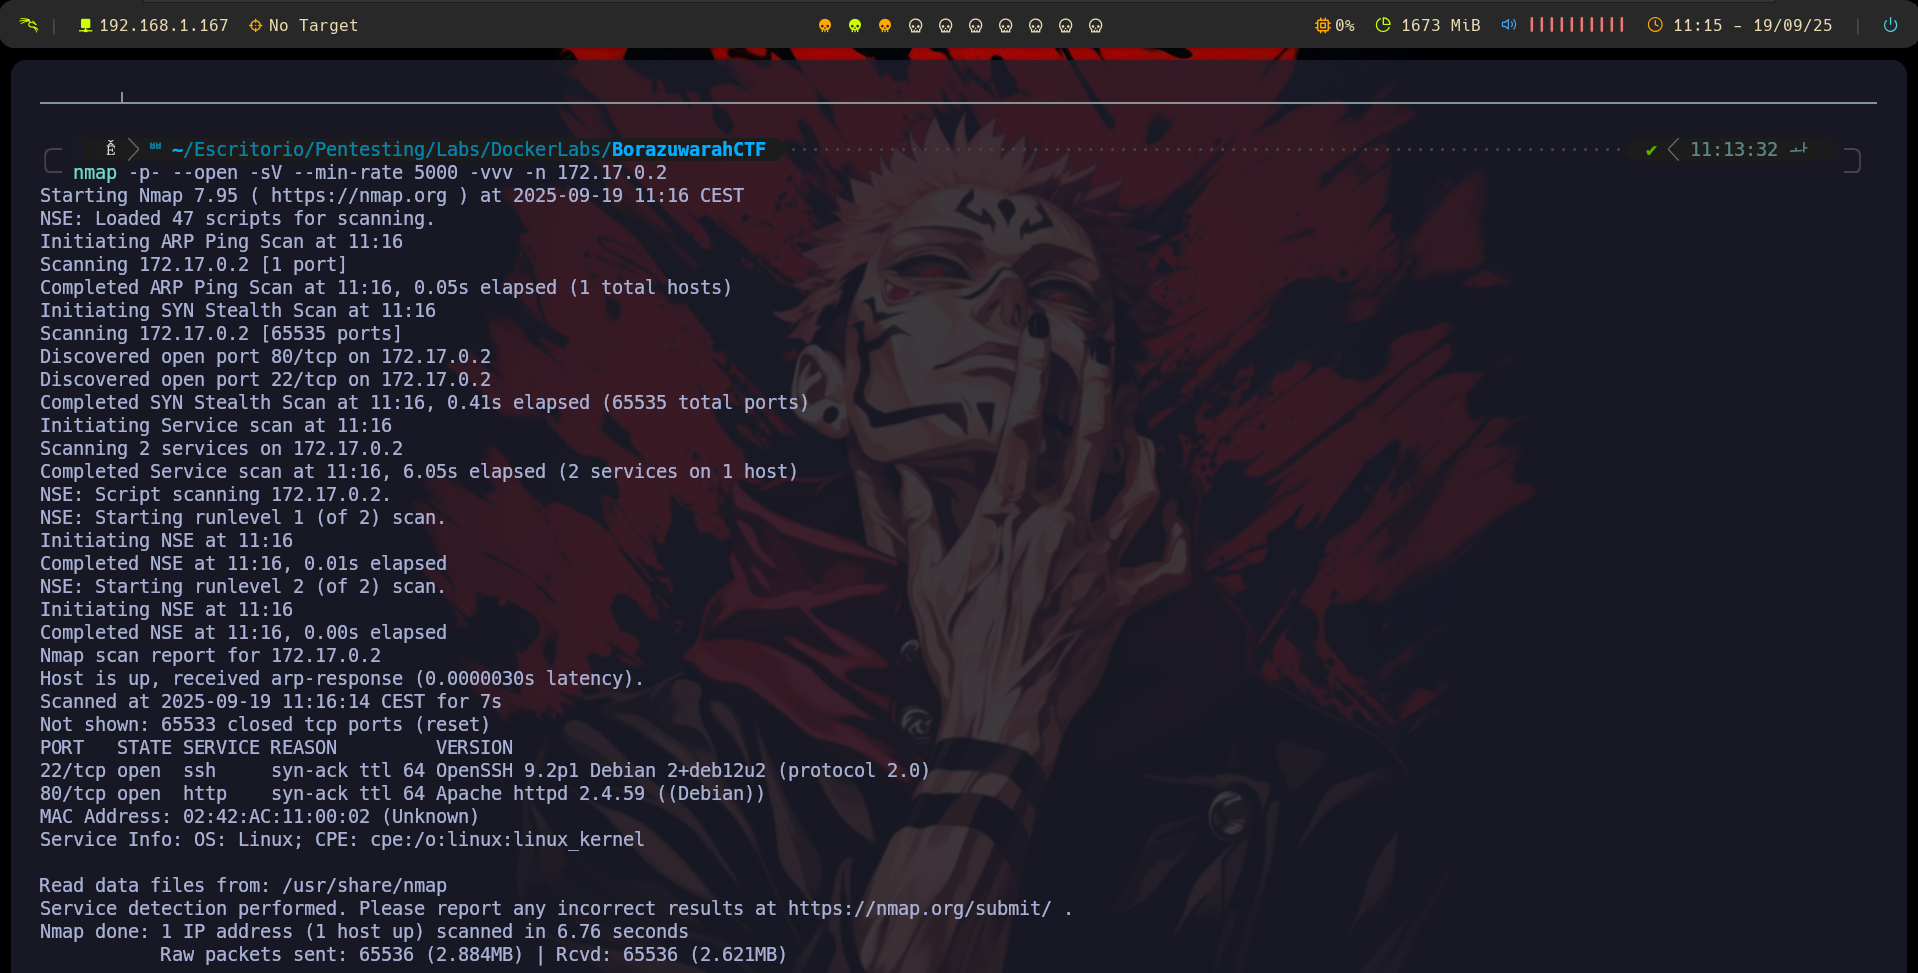 192.168.1.167 No Target 0% 1673 MiB 11:15 - 19/09/25
~/Escritorio/Pentesting/Labs/DockerLabs/BorazuwarahCTF ✔ 11:13:32
nmap -p- --open -sV --min-rate 5000 -vvv -n 172.17.0.2
Starting Nmap 7.95 ( https://nmap.org ) at 2025-09-19 11:16 CEST
NSE: Loaded 47 scripts for scanning.
Initiating ARP Ping Scan at 11:16
Scanning 172.17.0.2 [1 port]
Completed ARP Ping Scan at 11:16, 0.05s elapsed (1 total hosts)
Initiating SYN Stealth Scan at 11:16
Scanning 172.17.0.2 [65535 ports]
Discovered open port 80/tcp on 172.17.0.2
Discovered open port 22/tcp on 172.17.0.2
Completed SYN Stealth Scan at 11:16, 0.41s elapsed (65535 total ports)
Initiating Service scan at 11:16
Scanning 2 services on 172.17.0.2
Completed Service scan at 11:16, 6.05s elapsed (2 services on 1 host)
NSE: Script scanning 172.17.0.2.
NSE: Starting runlevel 1 (of 2) scan.
Initiating NSE at 11:16
Completed NSE at 11:16, 0.01s elapsed
NSE: Starting runlevel 2 (of 2) scan.
Initiating NSE at 11:16
Completed NSE at 11:16, 0.00s elapsed
Nmap scan report for 172.17.0.2
Host is up, received arp-response (0.0000030s latency).
Scanned at 2025-09-19 11:16:14 CEST for 7s
Not shown: 65533 closed tcp ports (reset)
PORT   STATE SERVICE REASON         VERSION
22/tcp open  ssh     syn-ack ttl 64 OpenSSH 9.2p1 Debian 2+deb12u2 (protocol 2.0)
80/tcp open  http    syn-ack ttl 64 Apache httpd 2.4.59 ((Debian))
MAC Address: 02:42:AC:11:00:02 (Unknown)
Service Info: OS: Linux; CPE: cpe:/o:linux:linux_kernel
Read data files from: /usr/share/nmap
Service detection performed. Please report any incorrect results at https://nmap.org/submit/ .
Nmap done: 1 IP address (1 host up) scanned in 6.76 seconds
Raw packets sent: 65536 (2.884MB) | Rcvd: 65536 (2.621MB)